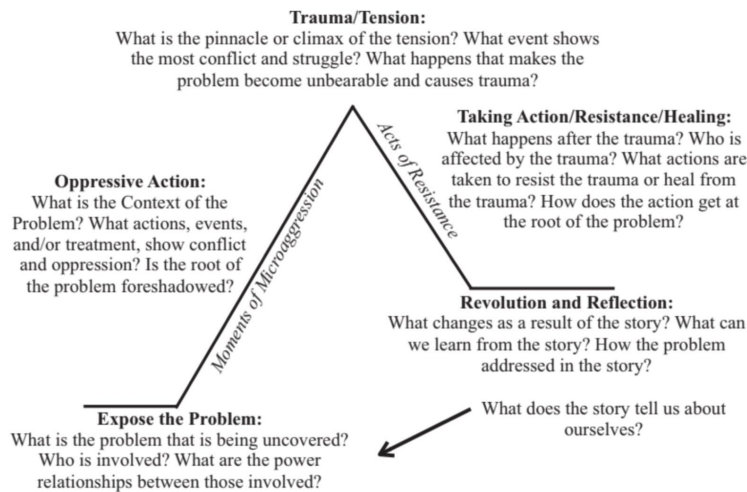 Trauma/Tension:
What is the pinnacle or climax of the tension? What event shows
the most conflict and struggle? What happens that makes the
problem become unbearable and causes trauma?
Taking Action/Resistance/Healing:
What happens after the trauma? Who is
affected by the trauma? What actions are
taken to resist the trauma or heal from
the trauma? How does the action get at
the root of the problem?
Acts of Resistance
Oppressive Action:
What is the Context of the
Problem? What actions, events,
and/or treatment, show conflict
and oppression? Is the root of
the problem foreshadowed?
Moments of Microaggression
Revolution and Reflection:
What changes as a result of the story? What can
we learn from the story? How the problem
addressed in the story?
What does the story tell us about
ourselves?
Expose the Problem:
What is the problem that is being uncovered?
Who is involved? What are the power
relationships between those involved?